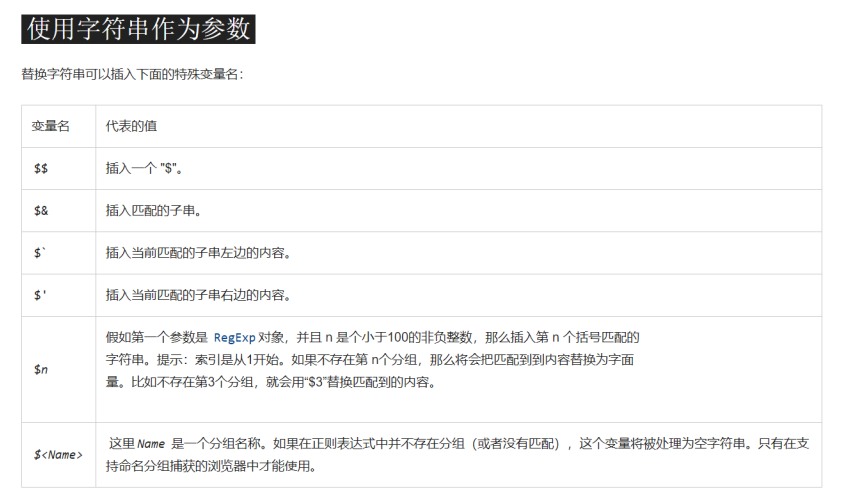 使用字符串作为参数
替换字符串可以插入下面的特殊变量名：
变量名 代表的值
$$ 插入一个 "$"。
$& 插入匹配的子串。
$` 插入当前匹配的子串左边的内容。
$' 插入当前匹配的子串右边的内容。
假如第一个参数是 RegExp对象，并且 n 是个小于100的非负整数，那么插入第 n 个括号匹配的
字符串。提示：索引是从1开始。如果不存在第 n个分组，那么将会把匹配到到内容替换为字面
$n 量。比如不存在第3个分组，就会用“$3”替换匹配到的内容。
这里Name 是一个分组名称。如果在正则表达式中并不存在分组（或者没有匹配），这个变量将被处理为空字符串。只有在支
$<Name> 持命名分组捕获的浏览器中才能使用。